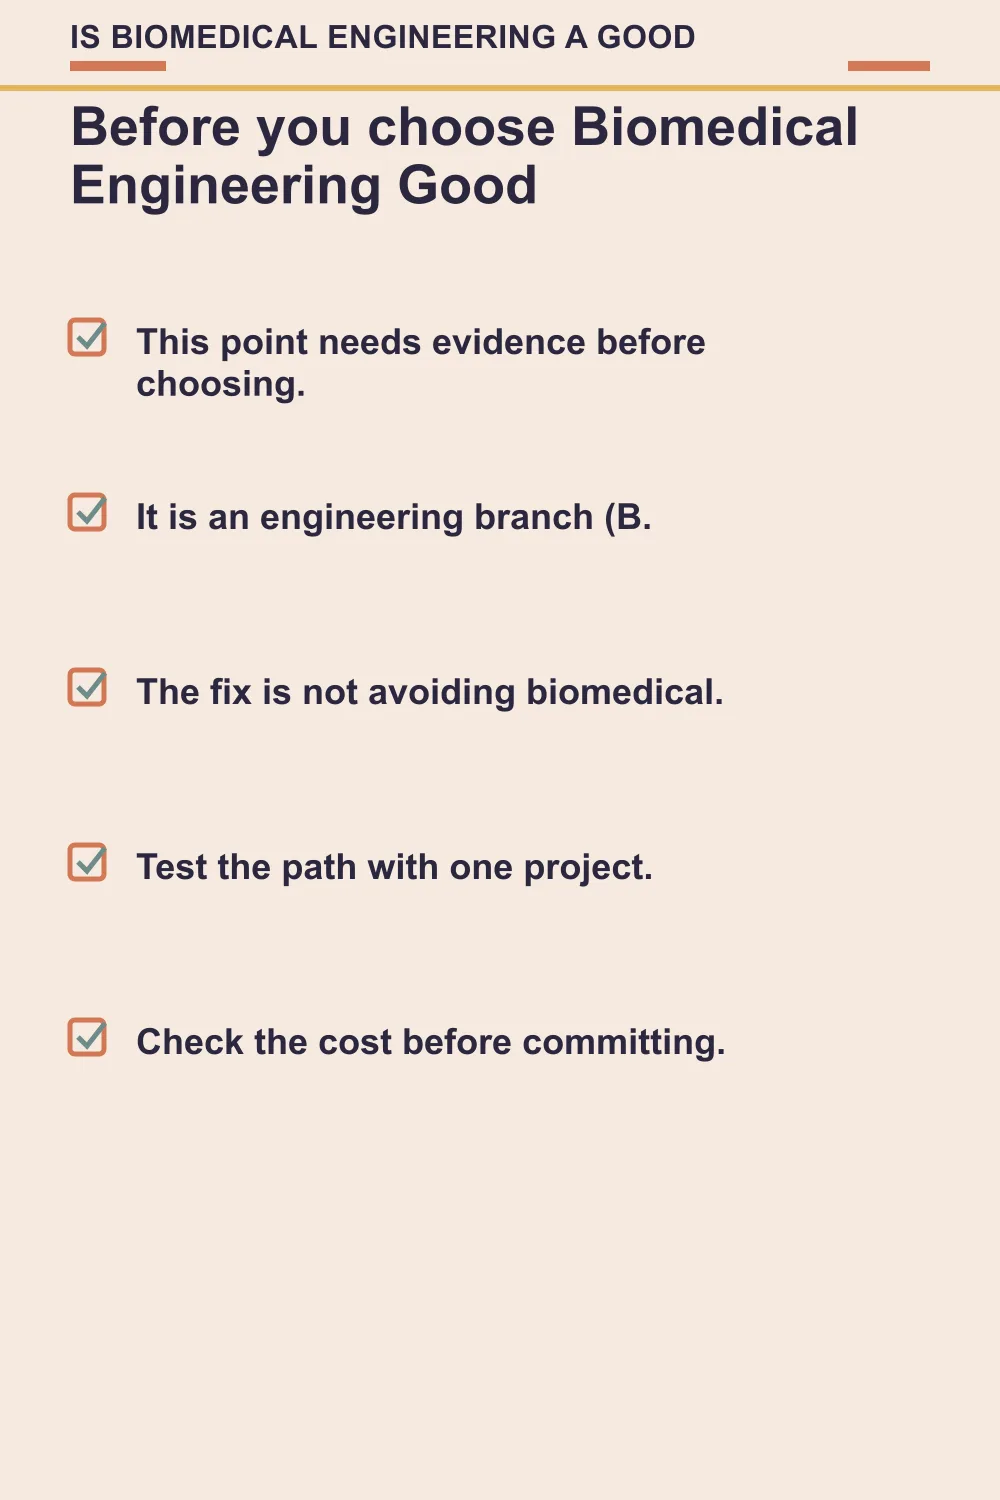 IS BIOMEDICAL ENGINEERING A GOOD
Before you choose Biomedical
Engineering Good
This point needs evidence before
choosing.
It is an engineering branch (B.
The fix is not avoiding biomedical.
Test the path with one project.
Check the cost before committing.